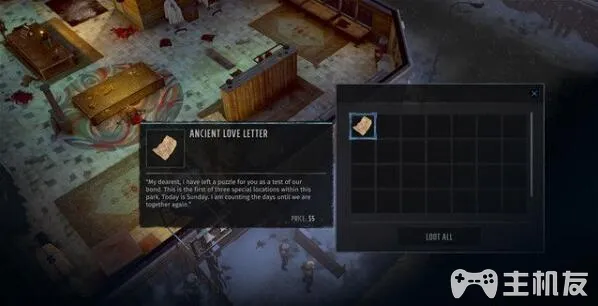 ANCIENT LOVE LETTER
"My dearest, I have left a puzzle for you as a test of our
bond. This is the first of three special locations within this
park. Today is Sunday. I am counting the days until we are
together again."
PRICE: $5
LOOT ALL
主机友